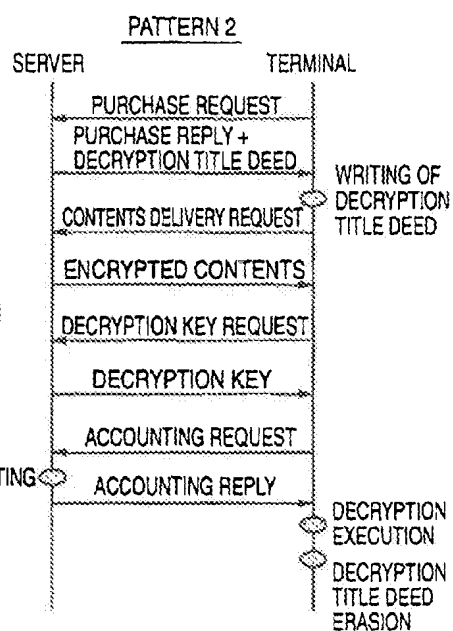 PATTERN 2
SERVER TERMINAL
PURCHASE REQUEST
PURCHASE REPLY +
DECRYPTION TITLE DEED
WRITING OF
DECRYPTION
TITLE DEED
CONTENTS DELIVERY REQUEST
ENCRYPTED CONTENTS
DECRYPTION KEY REQUEST
DECRYPTION KEY
ACCOUNTING REQUEST
TING
ACCOUNTING REPLY
DECRYPTION
EXECUTION
DECRYPTION
TITLE DEED
ERASION